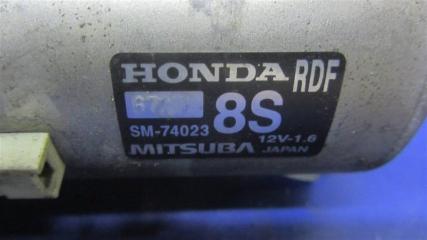 HONDA RDF
8S
SM-74023
12V-1.6
MITSUBA JAPAN